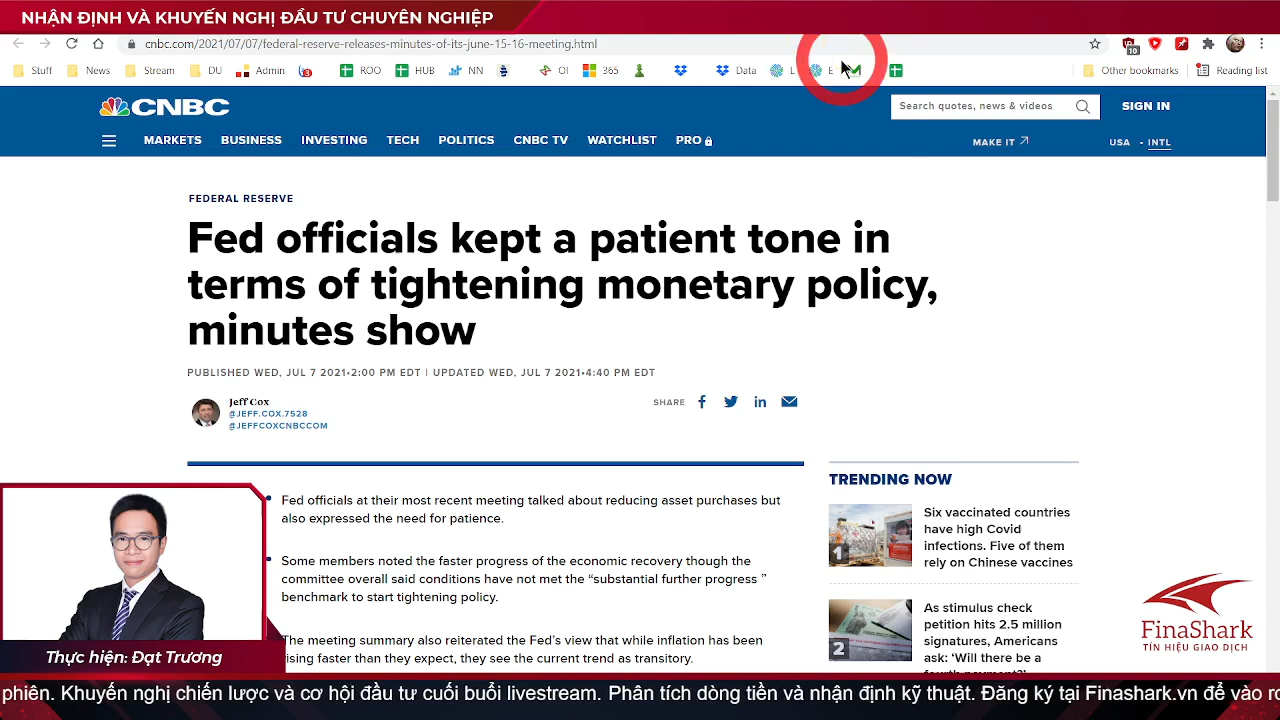 NHẬN ĐỊNH VÀ KHUYẾN NGHỊ ĐẦU TƯ CHUYÊN NGHIỆP
cnbc.com/2021/07/07/federal-reserve-releases-minutes-of-its-june-15-16-meeting.html
10
Stuff
News
Stream
DU
Admin
ROO
HUB
NN
OI
365
Data
L
E
Other bookmarks
Reading list
CNBC
Search quotes, news & videos
SIGN IN
MARKETS BUSINESS INVESTING TECH POLITICS CNBC TV WATCHLIST PRO
MAKE IT
USA - INTL
FEDERAL RESERVE
Fed officials kept a patient tone in
terms of tightening monetary policy,
minutes show
PUBLISHED WED, JUL 7 2021•2:00 PM EDT | UPDATED WED, JUL 7 2021•4:40 PM EDT
Jeff Cox
@JEFF.COX.7528
@JEFFCOXCNBCCOM
SHARE
Fed officials at their most recent meeting talked about reducing asset purchases but
also expressed the need for patience.
Some members noted the faster progress of the economic recovery though the
committee overall said conditions have not met the “substantial further progress ”
benchmark to start tightening policy.
The meeting summary also reiterated the Fed’s view that while inflation has been
rising faster than they expect, they see the current trend as transitory.
TRENDING NOW
1
Six vaccinated countries
have high Covid
infections. Five of them
rely on Chinese vaccines
2
As stimulus check
petition hits 2.5 million
signatures, Americans
ask: ‘Will there be a
fourth payment?’
FinaShark
TÍN HIỆU GIAO DỊCH
Thực hiện: Đạt Trương
phiên. Khuyến nghị chiến lược và cơ hội đầu tư cuối buổi livestream. Phân tích dòng tiền và nhận định kỹ thuật. Đăng ký tại Finashark.vn để vào